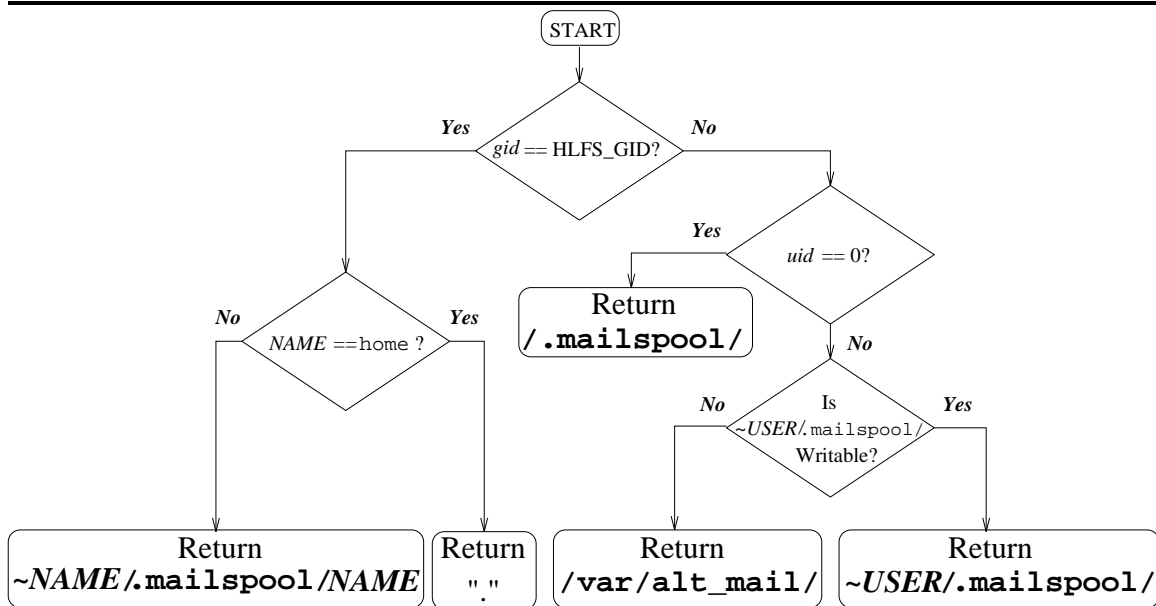 START
Yes
No
gid == HLFS_GID?
Yes
uid == 0?
Return
/.mailspool/
No
No
Yes
NAME ==home ?
No
Is
~USER/.mailspool/
Writable?
Yes
Return
~NAME/.mailspool/NAME
Return
"."
Return
/var/alt_mail/
Return
~USER/.mailspool/